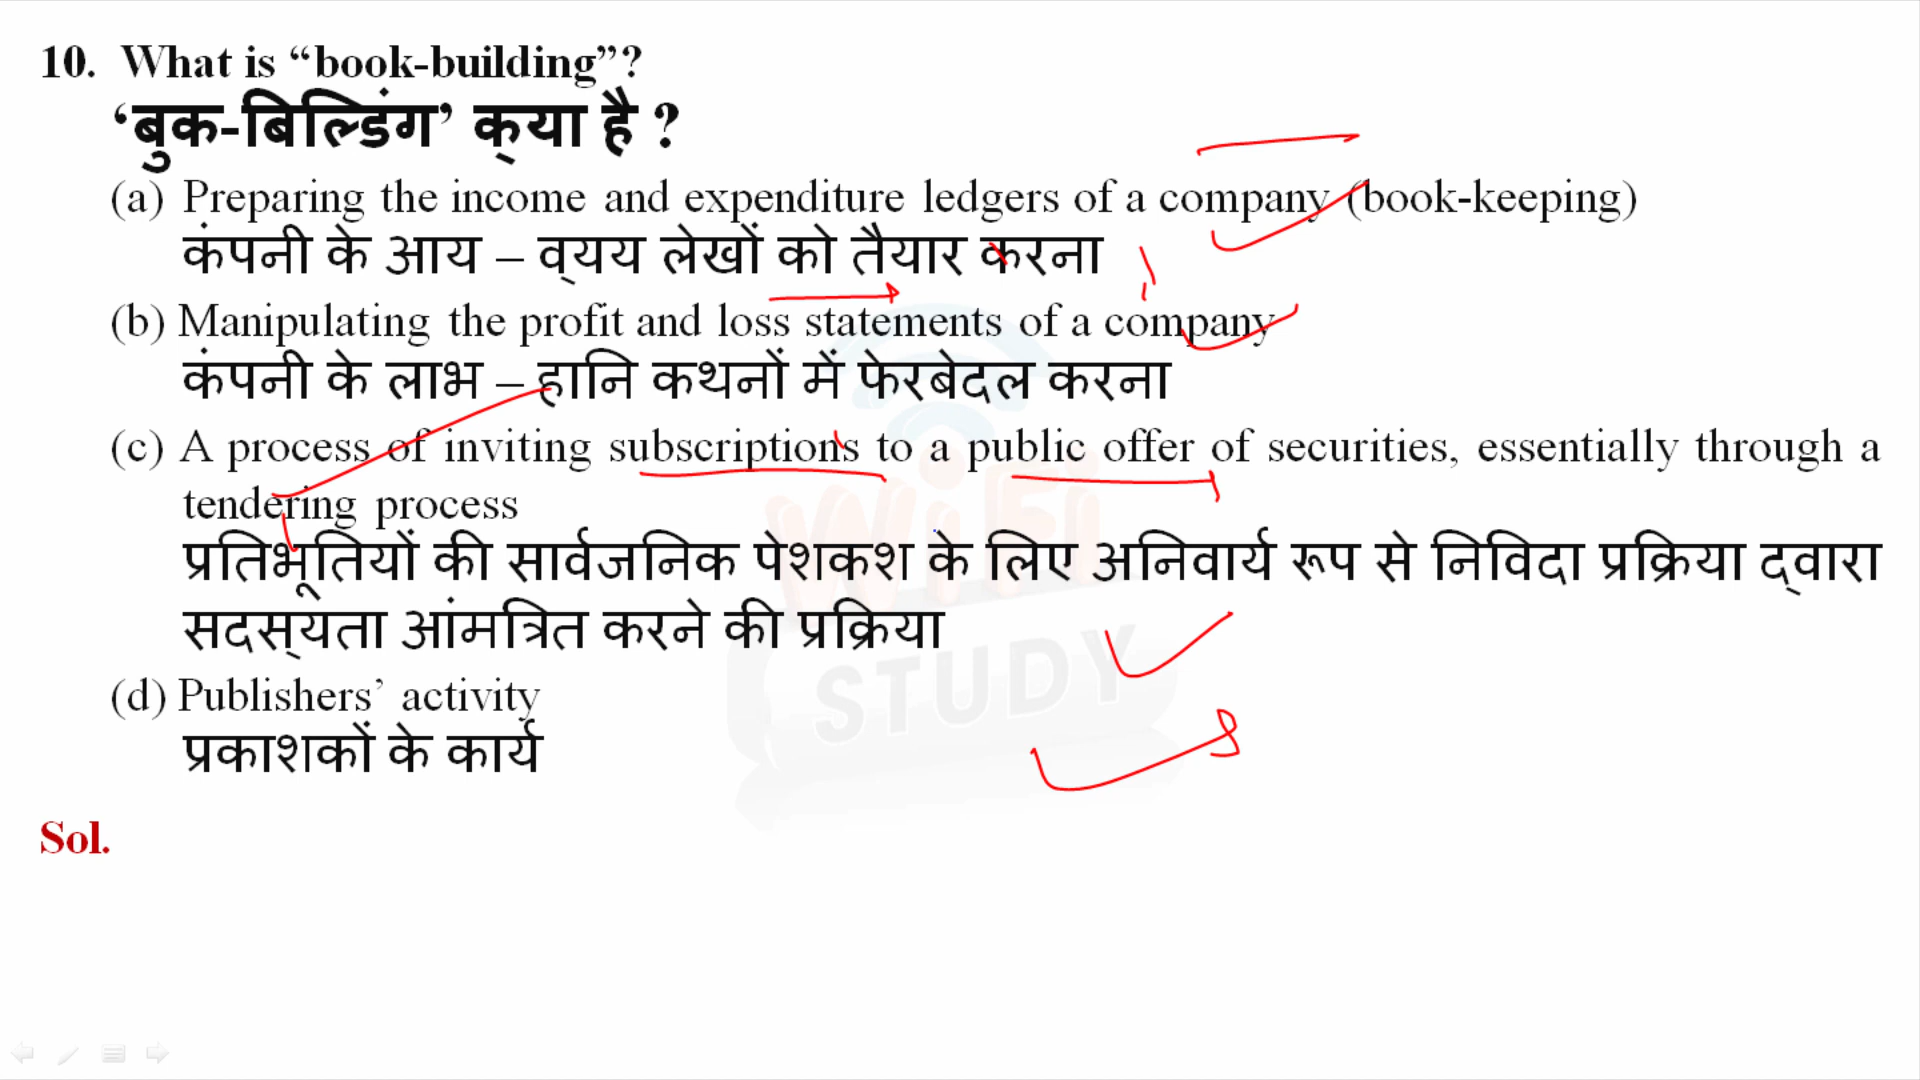 10. What is “book-building”?
‘बुक-बिल्डिंग’ क्या है ?
(a) Preparing the income and expenditure ledgers of a company (book-keeping)
कंपनी के आय – व्यय लेखों को तैयार करना
(b) Manipulating the profit and loss statements of a company
कंपनी के लाभ – हानि कथनों में फेरबेदल करना
(c) A process of inviting subscriptions to a public offer of securities, essentially through a
tendering process
प्रतिभूतियों की सार्वजनिक पेशकश के लिए अनिवार्य रूप से निविदा प्रक्रिया द्वारा
सदस्यता आंमत्रित करने की प्रक्रिया
(d) Publishers’ activity
प्रकाशकों के कार्य
Sol.
WiFi
STUDY